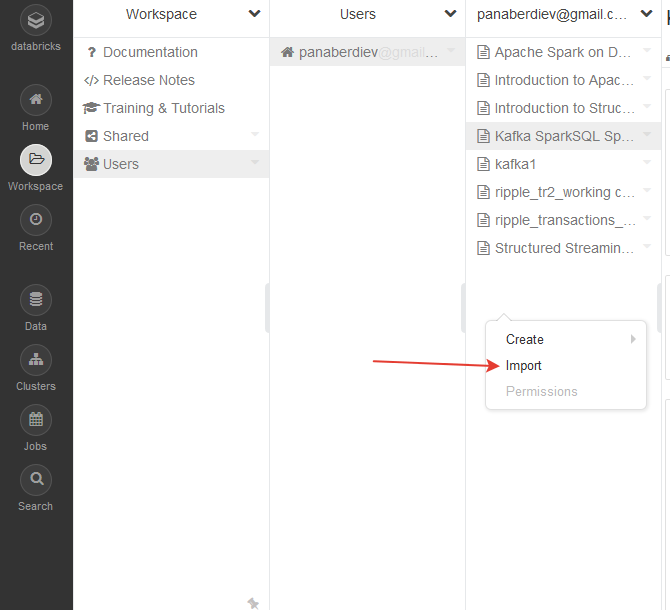 databricks
Home
Workspace
Recent
Data
Clusters
Jobs
Search
Workspace
? Documentation
</> Release Notes
Training & Tutorials
Shared
Users
Users
panaberdiev@gmail...
panaberdiev@gmail.c...
Apache Spark on D...
Introduction to Apac...
Introduction to Struc...
Kafka SparkSQL Sp...
kafka1
ripple_tr2_working c...
ripple_transactions_...
Structured Streamin...
Create
Import
Permissions